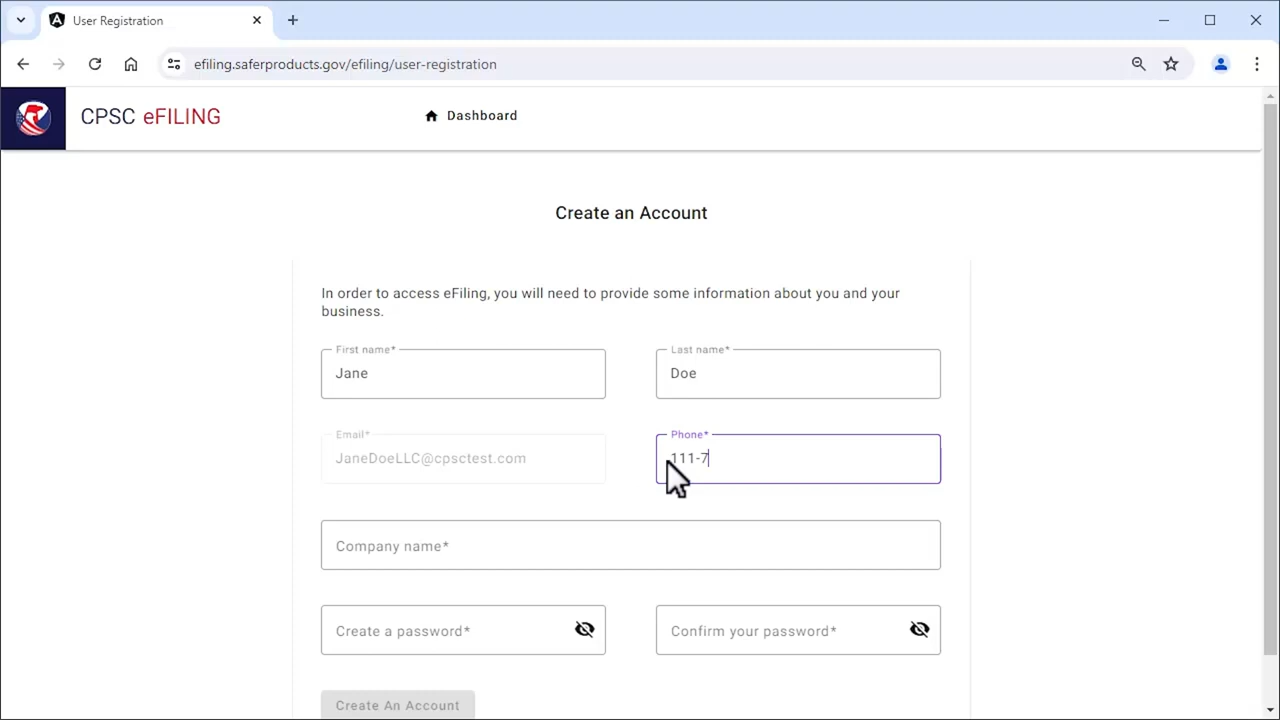 User Registration
efiling.saferproducts.gov/efiling/user-registration
CPSC eFILING
Dashboard
Create an Account
In order to access eFiling, you will need to provide some information about you and your
business.
First name*
Last name*
Jane
Doe
Email*
Phone*
JaneDoeLLC@cpsctest.com
111-7
Company name*
Create a password*
Confirm your password*
Create An Account